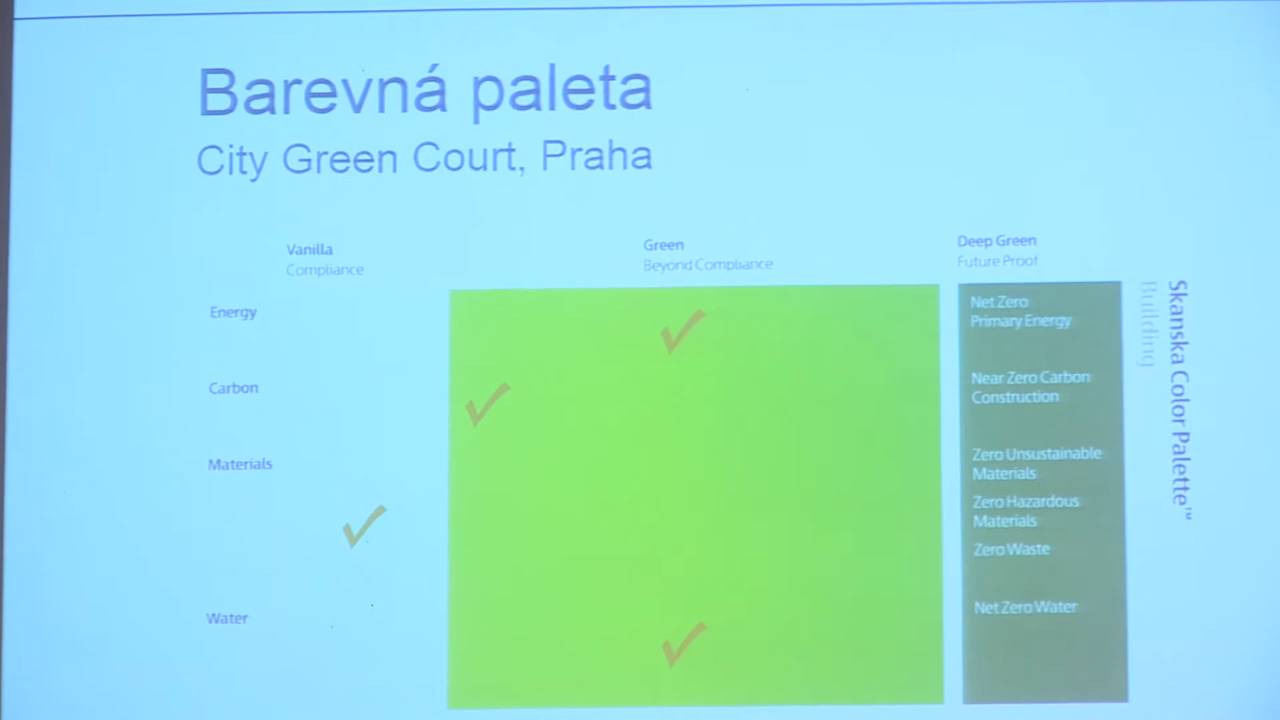 Barevná paleta
City Green Court, Praha
Vanilla
Compliance
Green
Beyond Compliance
Deep Green
Future Proof
Energy
Carbon
Materials
Water
Net Zero
Primary Energy
Near Zero Carbon
Construction
Zero Unsustainable
Materials
Zero Hazardous
Materials
Zero Waste
Net Zero Water
Skanska Color Palette™
Building